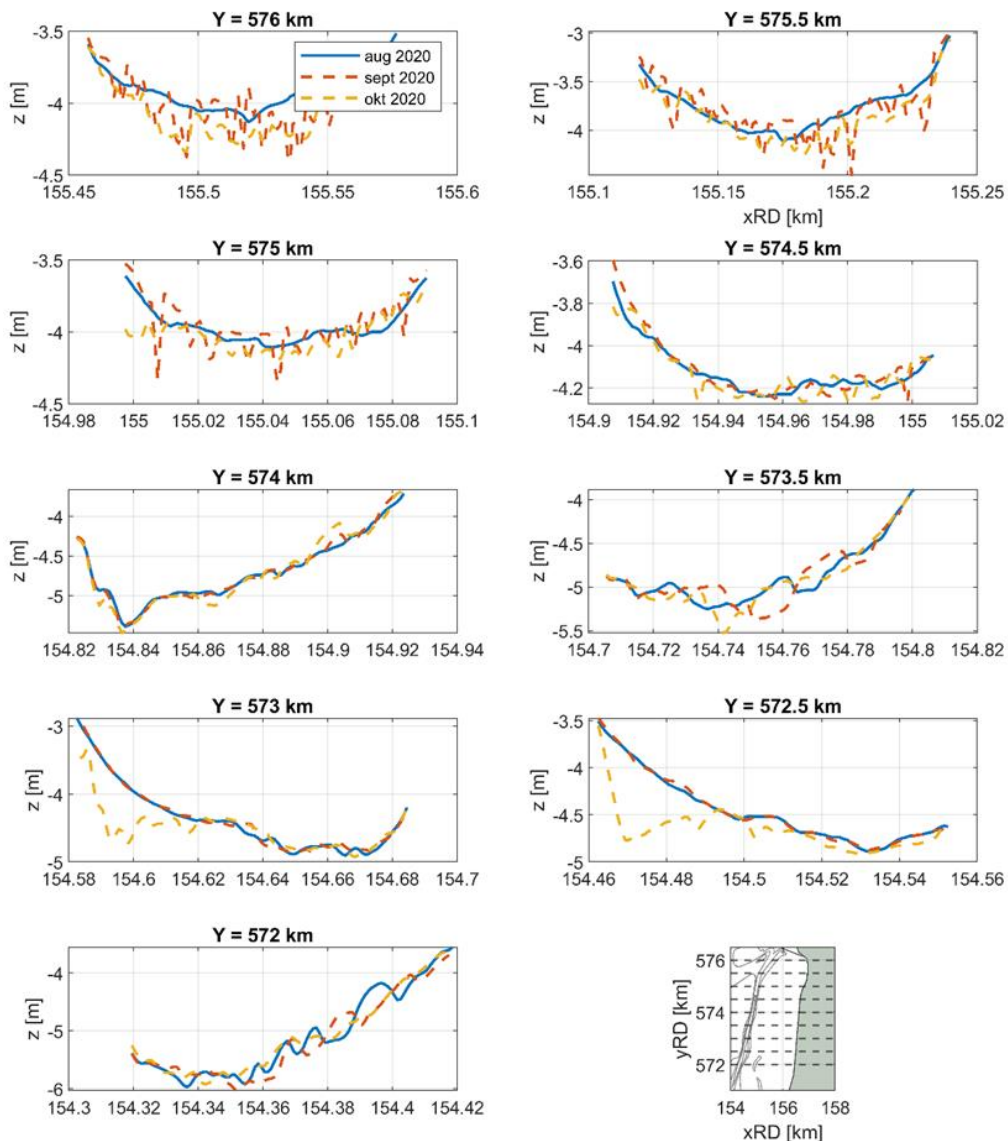 Y = 576 km
-3.5
-4
-4.5
z [m]
155.45 155.5 155.55 155.6
aug 2020
sept 2020
okt 2020
Y = 575.5 km
-3
-3.5
-4
z [m]
155.1 155.15 155.2 155.25
xRD [km]
Y = 575 km
-3.5
-4
-4.5
z [m]
154.98 155 155.02 155.04 155.06 155.08 155.1
Y = 574.5 km
-3.6
-3.8
-4
-4.2
z [m]
154.9 154.92 154.94 154.96 154.98 155 155.02
Y = 574 km
-4
-4.5
-5
z [m]
154.82 154.84 154.86 154.88 154.9 154.92 154.94
Y = 573.5 km
-4
-4.5
-5
-5.5
z [m]
154.7 154.72 154.74 154.76 154.78 154.8 154.82
Y = 573 km
-3
-4
-5
z [m]
154.58 154.6 154.62 154.64 154.66 154.68 154.7
Y = 572.5 km
-3.5
-4
-4.5
-5
z [m]
154.46 154.48 154.5 154.52 154.54 154.56
Y = 572 km
-4
-5
-6
z [m]
154.3 154.32 154.34 154.36 154.38 154.4 154.42
576
574
572
yRD [km]
154 156 158
xRD [km]